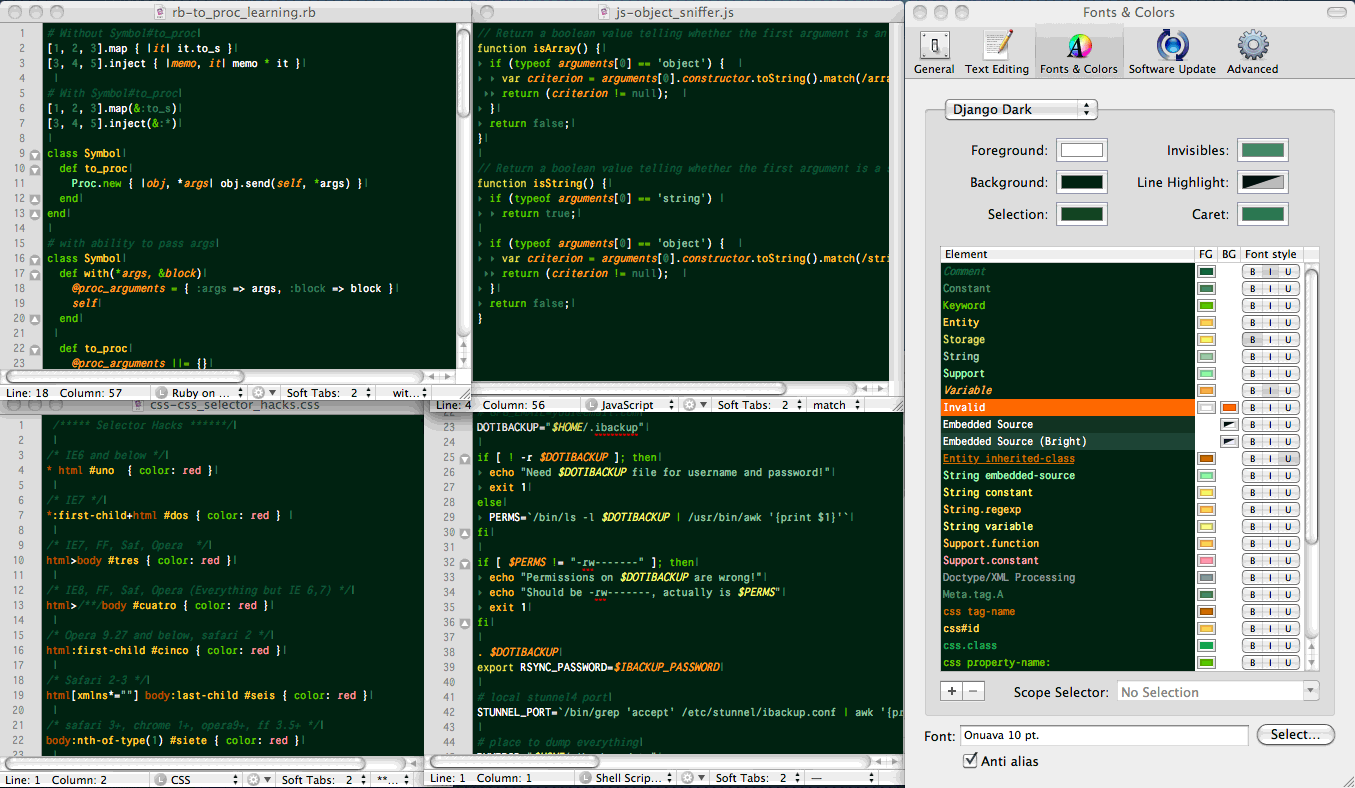 rb-to_proc_learning.rb
1 # Without Symbol#to_proc
2 [1, 2, 3].map { |it| it.to_s }
3 [3, 4, 5].inject { |memo, it| memo * it }
4
5 # With Symbol#to_proc
6 [1, 2, 3].map(&:to_s)
7 [3, 4, 5].inject(&:*)
8
9 class Symbol
10 def to_proc
11 Proc.new { |obj, *args| obj.send(self, *args) }
12 end
13 end
14
15 # with ability to pass args
16 class Symbol
17 def with(*args, &block)
18 @proc_arguments = { :args => args, :block => block }
19 self
20 end
21
22 def to_proc
23 @proc_arguments ||= {}
Line: 18 Column: 57 L Ruby on ... Soft Tabs: 2 wit...
js-object_sniffer.js
// Return a boolean value telling whether the first argument is an
function isArray() {
if (typeof arguments[0] == 'object') {
var criterion = arguments[0].constructor.toString().match(/arra
return (criterion != null);
}
return false;
}
// Return a boolean value telling whether the first argument is a s
function isString() {
if (typeof arguments[0] == 'string')
return true;
if (typeof arguments[0] == 'object') {
var criterion = arguments[0].constructor.toString().match(/stri
return (criterion != null);
}
return false;
}
Line: 4 Column: 56 L JavaScript Soft Tabs: 2 match
css-css_selector_hacks.css
1 /***** Selector Hacks ******/
2
3 /* IE6 and below */
4 * html #uno { color: red }
5
6 /* IE7 */
7 *:first-child+html #dos { color: red }
8
9 /* IE7, FF, Saf, Opera */
10 html>body #tres { color: red }
11
12 /* IE8, FF, Saf, Opera (Everything but IE 6,7) */
13 html>/**/body #cuatro { color: red }
14
15 /* Opera 9.27 and below, safari 2 */
16 html:first-child #cinco { color: red }
17
18 /* Safari 2-3 */
19 html[xmlns*=""] body:last-child #seis { color: red }
20
21 /* safari 3+, chrome 1+, opera9+, ff 3.5+ */
22 body:nth-of-type(1) #siete { color: red }
23
Line: 1 Column: 2 L CSS Soft Tabs: 2 **...
22
23 DOTIBACKUP="$HOME/.ibackup"
24
25 if [ ! -r $DOTIBACKUP ]; then
26 echo "Need $DOTIBACKUP file for username and password!"
27 exit 1
28 else
29 PERMS=`/bin/ls -l $DOTIBACKUP | /usr/bin/awk '{print $1}'`
30 fi
31
32 if [ $PERMS != "-rw-------" ]; then
33 echo "Permissions on $DOTIBACKUP are wrong!"
34 echo "Should be -rw-------, actually is $PERMS"
35 exit 1
36 fi
37
38 . $DOTIBACKUP
39 export RSYNC_PASSWORD=$IBACKUP_PASSWORD
40
41 # local stunnel4 port
42 STUNNEL_PORT=`/bin/grep 'accept' /etc/stunnel/ibackup.conf | awk '{pr
43
44 # place to dump everything
Line: 1 Column: 1 L Shell Scrip... Soft Tabs: 2 —
Fonts & Colors
General Text Editing Fonts & Colors Software Update Advanced
Django Dark
Foreground: Invisibles:
Background: Line Highlight:
Selection: Caret:
Element FG BG Font style
Comment B I U
Constant B I U
Keyword B I U
Entity B I U
Storage B I U
String B I U
Support B I U
Variable B I U
Invalid B I U
Embedded Source B I U
Embedded Source (Bright) B I U
Entity inherited-class B I U
String embedded-source B I U
String constant B I U
String.regexp B I U
String variable B I U
Support.function B I U
Support.constant B I U
Doctype/XML Processing B I U
Meta.tag.A B I U
css tag-name B I U
css#id B I U
css.class B I U
css property-name: B I U
+ − Scope Selector: No Selection
Font: Onuava 10 pt. Select...
Anti alias